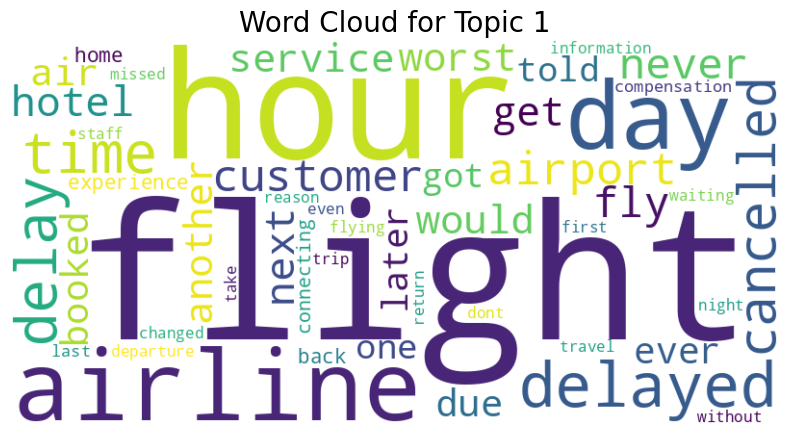 Word Cloud for Topic 1
home
information
air
missed
hour
service
worst
told
never
compensation
hotel
get
day
staff
time
customer
got
airport
experience
delay
booked
another
reason
even
next
flying
would
fly
waiting
cancelled
connecting
later
first
trip
take
return
flight
dont
night
changed
last
departure
back
one
travel
ever
airline
due
delayed
without